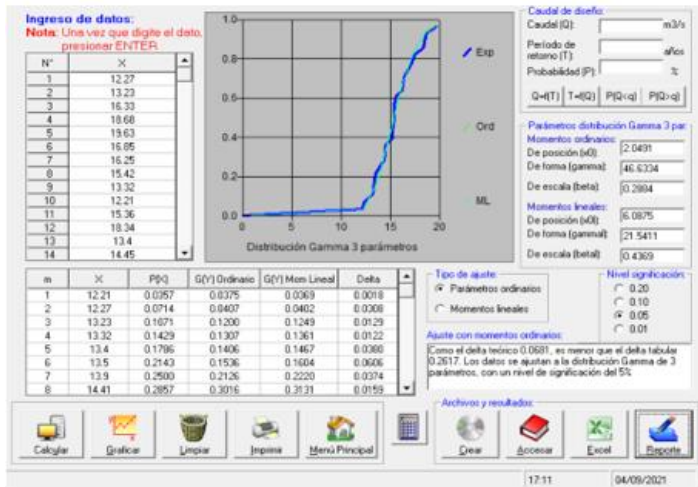 Ingreso de datos:
Nota: Una vez que digite el dato,
presionar ENTER
N° X
1 12.27
2 13.23
3 16.33
4 18.68
5 19.63
6 16.85
7 16.25
8 15.42
9 13.32
10 12.21
11 15.36
12 18.34
13 13.4
14 14.45
1.0
0.8
0.6
0.4
0.2
0.0
0 5 10 15 20
Distribución Gamma 3 parámetros
Exp
Ord
ML
Caudal de diseño:
Caudal (Q): m3/s
Período de
retorno (T): años
Probabilidad (P): %
Q=f(T) T=f(Q) P(Q<q) P(Q>q)
Parámetros distribución Gamma 3 par
Momentos ordinarios:
De posición (x0): 2.0491
De forma (gamma): 46.6334
De escala (beta): 0.2884
Momentos lineales:
De posición (x0l): 6.0875
De forma (gammal): 21.5411
De escala (betal): 0.4369
m X P(X) G(Y) Ordinario G(Y) Mom Lineal Delta
1 12.21 0.0357 0.0375 0.0369 0.0018
2 12.27 0.0714 0.0407 0.0402 0.0308
3 13.23 0.1071 0.1200 0.1249 0.0129
4 13.32 0.1429 0.1307 0.1361 0.0122
5 13.4 0.1786 0.1406 0.1467 0.0380
6 13.5 0.2143 0.1536 0.1604 0.0606
7 13.9 0.2500 0.2126 0.2220 0.0374
8 14.41 0.2857 0.3016 0.3131 0.0159
Tipo de ajuste:
Parámetros ordinarios
Momentos lineales
Nivel significación:
0.20
0.10
0.05
0.01
Ajuste con momentos ordinarios:
Como el delta teórico 0.0681, es menor que el delta tabular
0.2617. Los datos se ajustan a la distribución Gamma de 3
parámetros, con un nivel de significación del 5%
Calcular Graficar Limpiar Imprimir Menú Principal
Archivos y resultados:
Crear Accesar Excel Reporte
17:11 04/09/2021